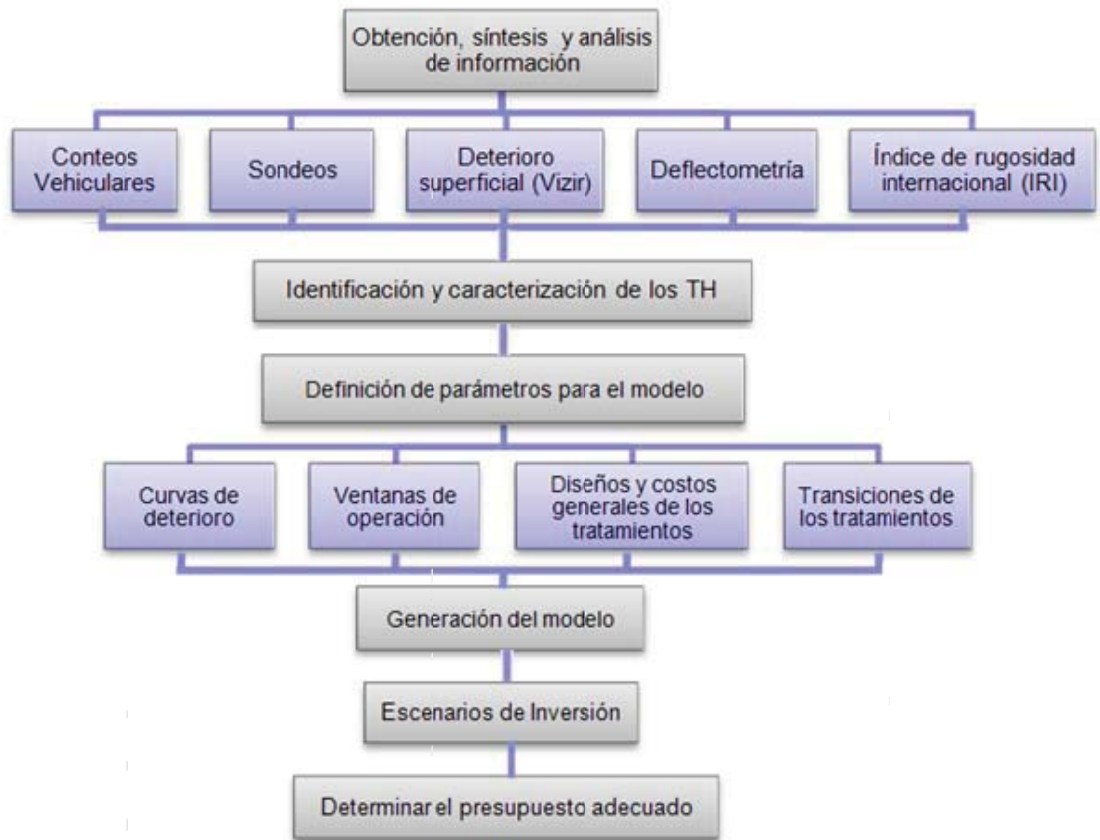 Obtención, síntesis y análisis
de información
Conteos
Vehiculares
Sondeos
Deterioro
superficial (Vizir)
Deflectometría
Índice de rugosidad
internacional (IRI)
Identificación y caracterización de los TH
Definición de parámetros para el modelo
Curvas de
deterioro
Ventanas de
operación
Diseños y costos
generales de los
tratamientos
Transiciones de
los tratamientos
Generación del modelo
Escenarios de Inversión
Determinar el presupuesto adecuado